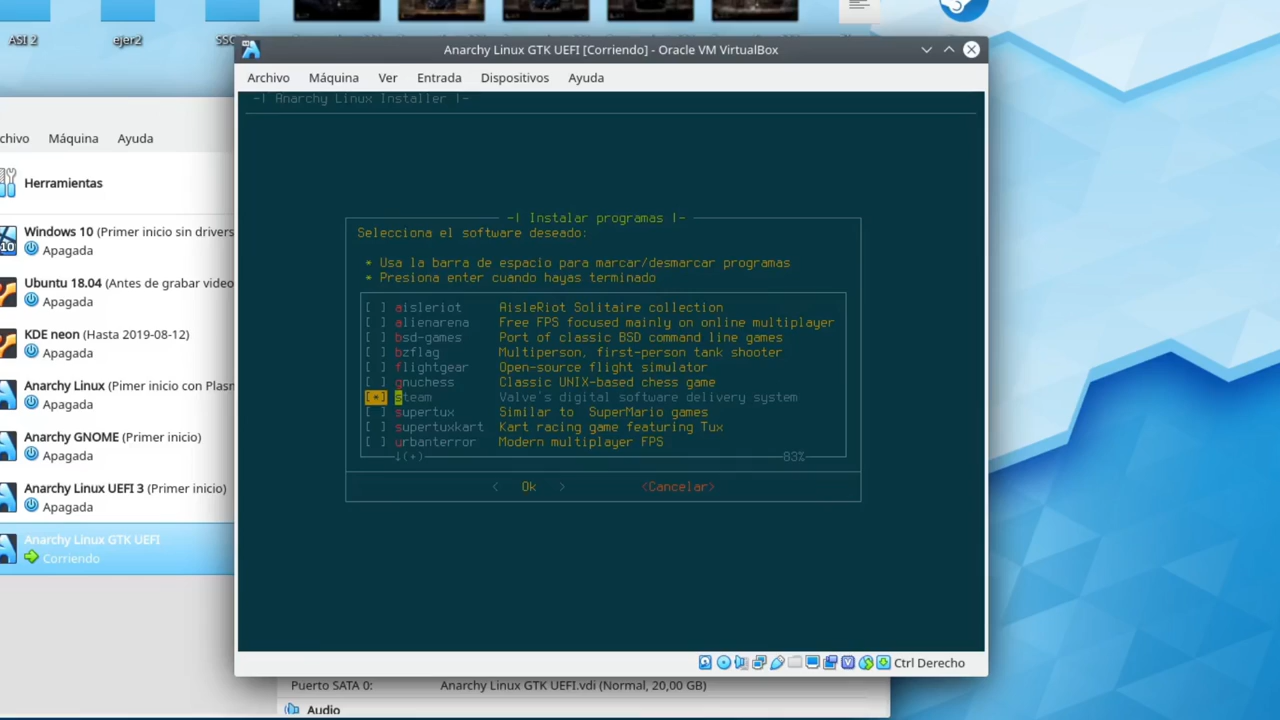 ASI 2
ejer2
Anarchy Linux GTK UEFI [Corriendo] - Oracle VM VirtualBox
Archivo Máquina Ver Entrada Dispositivos Ayuda
-| Anarchy Linux Installer |-
Máquina Ayuda
Herramientas
Windows 10 (Primer inicio sin drivers
Apagada
Ubuntu 18.04 (Antes de grabar video
Apagada
KDE neon (Hasta 2019-08-12)
Apagada
Anarchy Linux (Primer inicio con Plasm
Apagada
Anarchy GNOME (Primer inicio)
Apagada
Anarchy Linux UEFI 3 (Primer inicio)
Apagada
Anarchy Linux GTK UEFI
Corriendo
-| Instalar programas |-
Selecciona el software deseado:
* Usa la barra de espacio para marcar/desmarcar programas
* Presiona enter cuando hayas terminado
[ ] aisleriot AisleRiot Solitaire collection
[ ] alienarena Free FPS focused mainly on online multiplayer
[ ] bsd-games Port of classic BSD command line games
[ ] bzflag Multiperson, first-person tank shooter
[ ] flightgear Open-source flight simulator
[ ] gnuchess Classic UNIX-based chess game
[*] steam Valve's digital software delivery system
[ ] supertux Similar to SuperMario games
[ ] supertuxkart Kart racing game featuring Tux
[ ] urbanterror Modern multiplayer FPS
↓(+) 83%
< Ok > <Cancelar>
Ctrl Derecho
Puerto SATA 0: Anarchy Linux GTK UEFI.vdi (Normal, 20,00 GB)
Audio